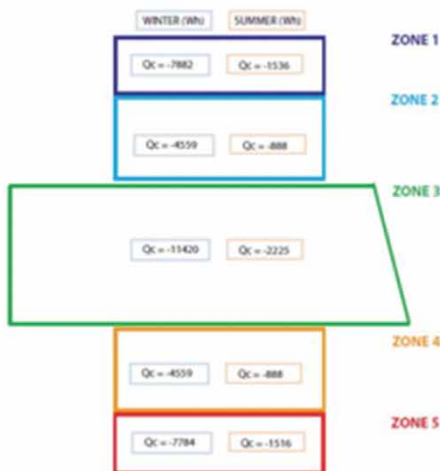 WINTER (Wh) SUMMER (Wh)
ZONE 1
Qc = -7882 Qc = -1536
ZONE 2
Qc = -4559 Qc = -888
ZONE 3
Qc = -11420 Qc = -2225
ZONE 4
Qc = -4559 Qc = -888
ZONE 5
Qc = -7784 Qc = -1516